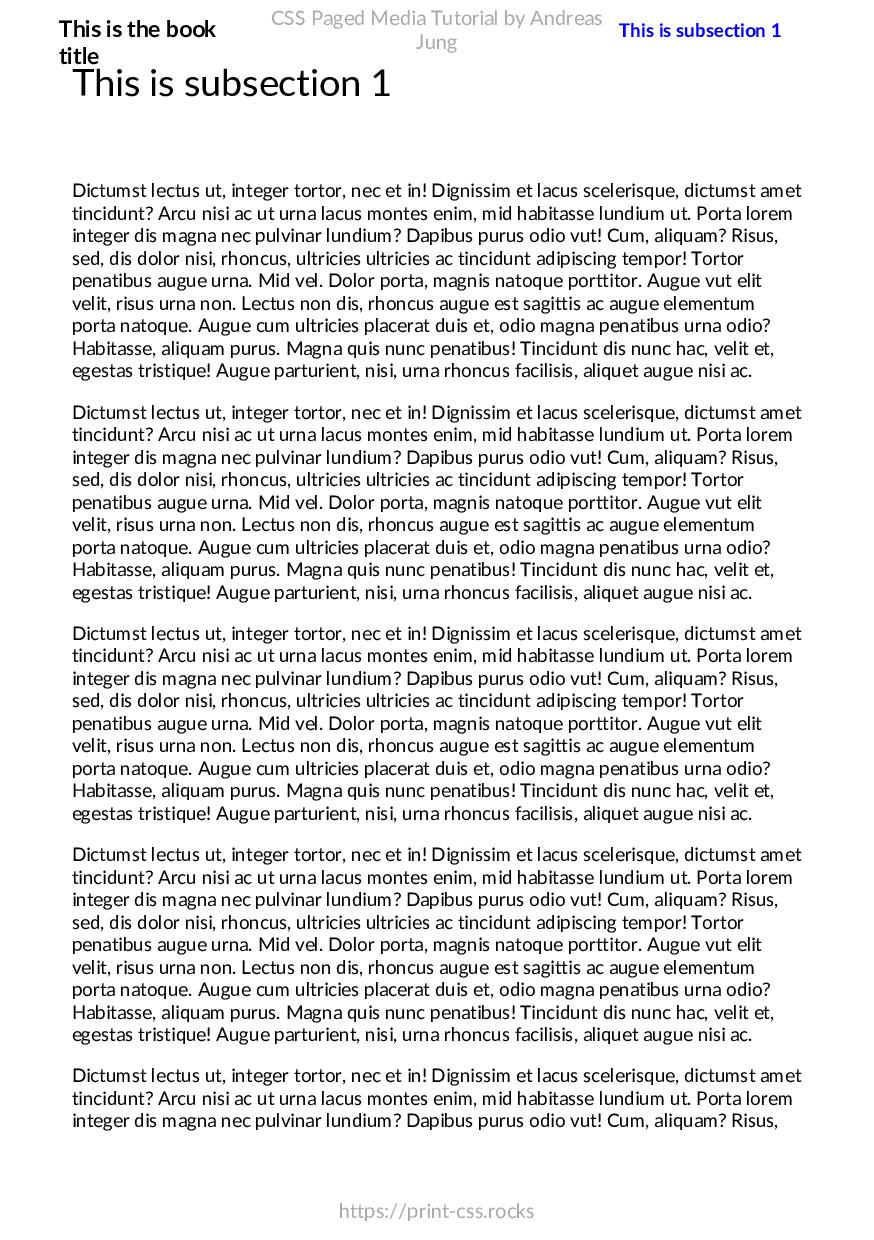 This is the book
title
CSS Paged Media Tutorial by Andreas
Jung
This is subsection 1
This is subsection 1
Dictumst lectus ut, integer tortor, nec et in! Dignissim et lacus scelerisque, dictumst amet
tincidunt? Arcu nisi ac ut urna lacus montes enim, mid habitasse lundium ut. Porta lorem
integer dis magna nec pulvinar lundium? Dapibus purus odio vut! Cum, aliquam? Risus,
sed, dis dolor nisi, rhoncus, ultricies ultricies ac tincidunt adipiscing tempor! Tortor
penatibus augue urna. Mid vel. Dolor porta, magnis natoque porttitor. Augue vut elit
velit, risus urna non. Lectus non dis, rhoncus augue est sagittis ac augue elementum
porta natoque. Augue cum ultricies placerat duis et, odio magna penatibus urna odio?
Habitasse, aliquam purus. Magna quis nunc penatibus! Tincidunt dis nunc hac, velit et,
egestas tristique! Augue parturient, nisi, urna rhoncus facilisis, aliquet augue nisi ac.
Dictumst lectus ut, integer tortor, nec et in! Dignissim et lacus scelerisque, dictumst amet
tincidunt? Arcu nisi ac ut urna lacus montes enim, mid habitasse lundium ut. Porta lorem
integer dis magna nec pulvinar lundium? Dapibus purus odio vut! Cum, aliquam? Risus,
sed, dis dolor nisi, rhoncus, ultricies ultricies ac tincidunt adipiscing tempor! Tortor
penatibus augue urna. Mid vel. Dolor porta, magnis natoque porttitor. Augue vut elit
velit, risus urna non. Lectus non dis, rhoncus augue est sagittis ac augue elementum
porta natoque. Augue cum ultricies placerat duis et, odio magna penatibus urna odio?
Habitasse, aliquam purus. Magna quis nunc penatibus! Tincidunt dis nunc hac, velit et,
egestas tristique! Augue parturient, nisi, urna rhoncus facilisis, aliquet augue nisi ac.
Dictumst lectus ut, integer tortor, nec et in! Dignissim et lacus scelerisque, dictumst amet
tincidunt? Arcu nisi ac ut urna lacus montes enim, mid habitasse lundium ut. Porta lorem
integer dis magna nec pulvinar lundium? Dapibus purus odio vut! Cum, aliquam? Risus,
sed, dis dolor nisi, rhoncus, ultricies ultricies ac tincidunt adipiscing tempor! Tortor
penatibus augue urna. Mid vel. Dolor porta, magnis natoque porttitor. Augue vut elit
velit, risus urna non. Lectus non dis, rhoncus augue est sagittis ac augue elementum
porta natoque. Augue cum ultricies placerat duis et, odio magna penatibus urna odio?
Habitasse, aliquam purus. Magna quis nunc penatibus! Tincidunt dis nunc hac, velit et,
egestas tristique! Augue parturient, nisi, urna rhoncus facilisis, aliquet augue nisi ac.
Dictumst lectus ut, integer tortor, nec et in! Dignissim et lacus scelerisque, dictumst amet
tincidunt? Arcu nisi ac ut urna lacus montes enim, mid habitasse lundium ut. Porta lorem
integer dis magna nec pulvinar lundium? Dapibus purus odio vut! Cum, aliquam? Risus,
sed, dis dolor nisi, rhoncus, ultricies ultricies ac tincidunt adipiscing tempor! Tortor
penatibus augue urna. Mid vel. Dolor porta, magnis natoque porttitor. Augue vut elit
velit, risus urna non. Lectus non dis, rhoncus augue est sagittis ac augue elementum
porta natoque. Augue cum ultricies placerat duis et, odio magna penatibus urna odio?
Habitasse, aliquam purus. Magna quis nunc penatibus! Tincidunt dis nunc hac, velit et,
egestas tristique! Augue parturient, nisi, urna rhoncus facilisis, aliquet augue nisi ac.
Dictumst lectus ut, integer tortor, nec et in! Dignissim et lacus scelerisque, dictumst amet
tincidunt? Arcu nisi ac ut urna lacus montes enim, mid habitasse lundium ut. Porta lorem
integer dis magna nec pulvinar lundium? Dapibus purus odio vut! Cum, aliquam? Risus,
https://print-css.rocks